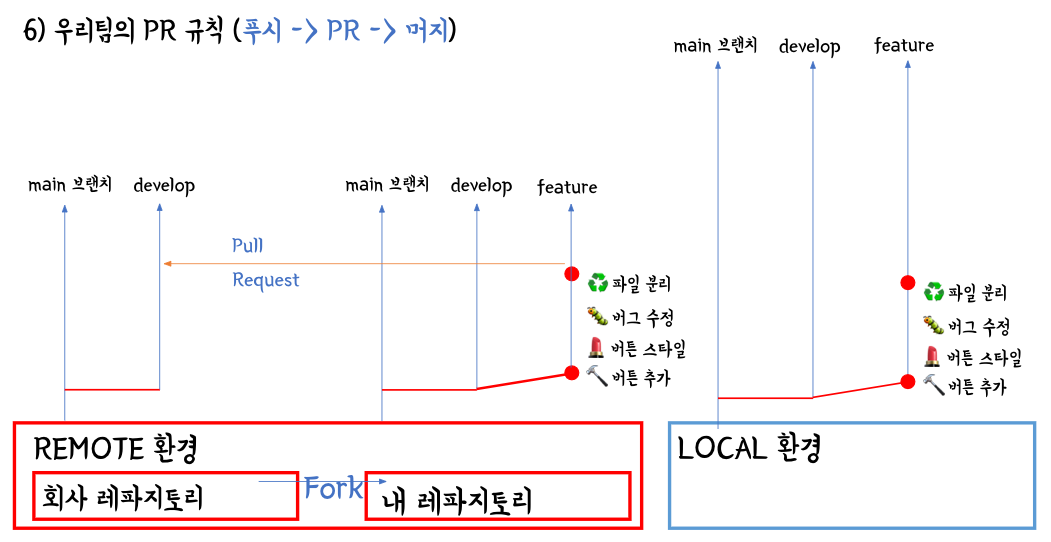 6) 우리팀의 PR 규칙 (푸시 -> PR -> 머지)
main 브랜치
develop
feature
main 브랜치
develop
main 브랜치
develop
feature
Pull
Request
파일 분리
버그 수정
버튼 스타일
버튼 추가
파일 분리
버그 수정
버튼 스타일
버튼 추가
REMOTE 환경
회사 레파지토리
Fork
내 레파지토리
LOCAL 환경